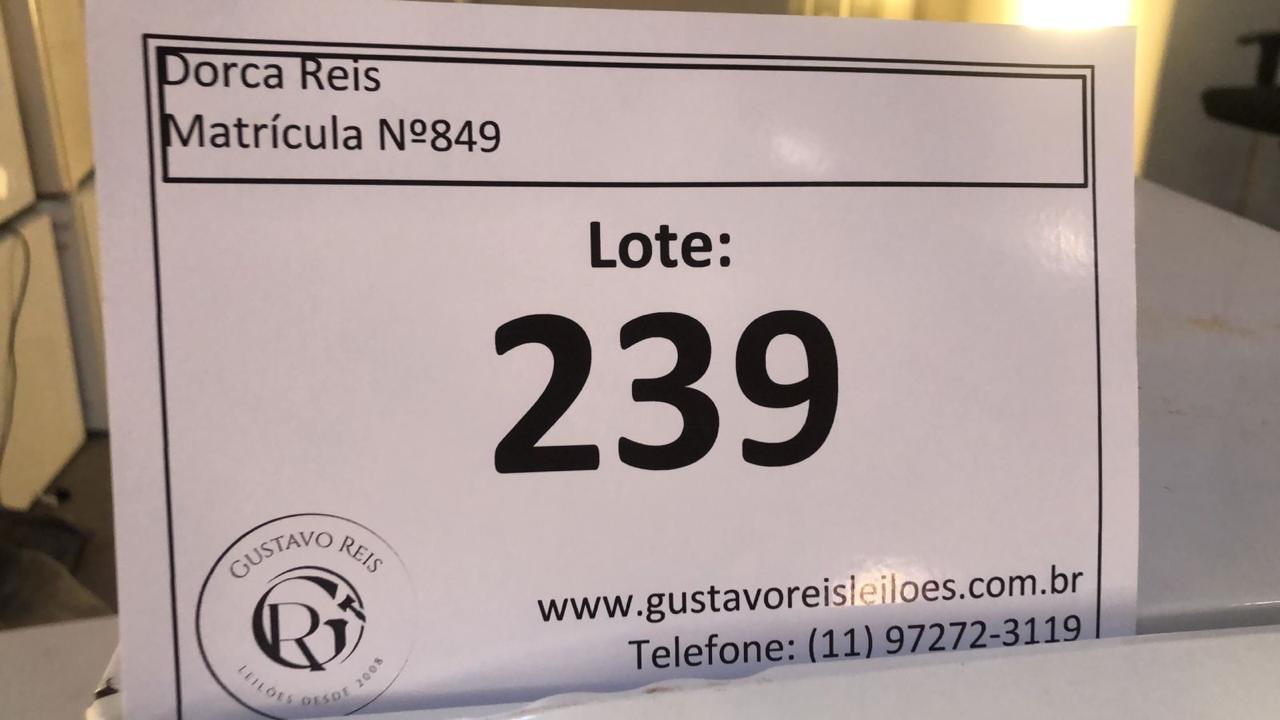 Dorca Reis
Matrícula Nº849
Lote:
239
GUSTAVO REIS
RG
LEILÕES DESDE 2008
www.gustavoreisleiloes.com.br
Telefone: (11) 97272-3119